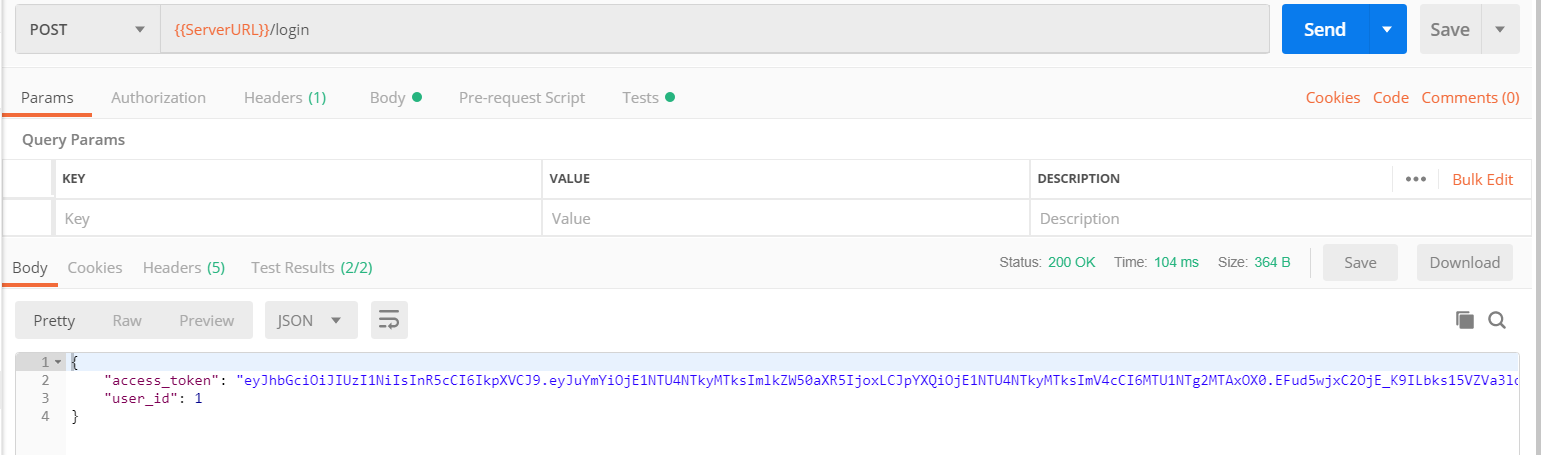 POST {{ServerURL}}/login Send Save
Params Authorization Headers (1) Body Pre-request Script Tests Cookies Code Comments (0)
Query Params
KEY VALUE DESCRIPTION ••• Bulk Edit
Key Value Description
Body Cookies Headers (5) Test Results (2/2) Status: 200 OK Time: 104 ms Size: 364 B Save Download
Pretty Raw Preview JSON
1 {
2 "access_token": "eyJhbGciOiJIUzI1NiIsInR5cCI6IkpXVCJ9.eyJuYmYiOjE1NTU4NTkyMTksImlkZW50aXR5IjoxLCJpYXQiOjE1NTU4NTkyMTksImV4cCI6MTU1NTg2MTAxOX0.EFud5wjxC2OjE_K9ILbks15VZVa3lc
3 "user_id": 1
4 }